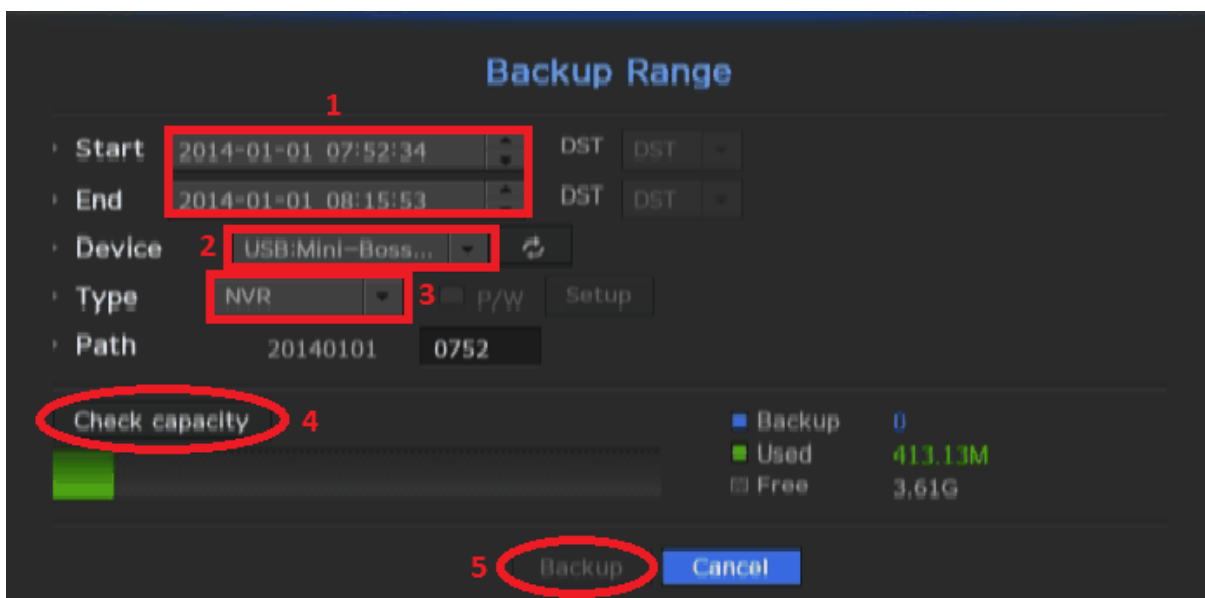 Backup Range
1
Start 2014-01-01 07:52:34 DST DST
End 2014-01-01 08:15:53 DST DST
Device 2 USB:Mini-Boss...
Type NVR 3 P/W Setup
Path 20140101 0752
Check capacity 4 Backup 0
Used 413.13M
Free 3.61G
5 Backup Cancel